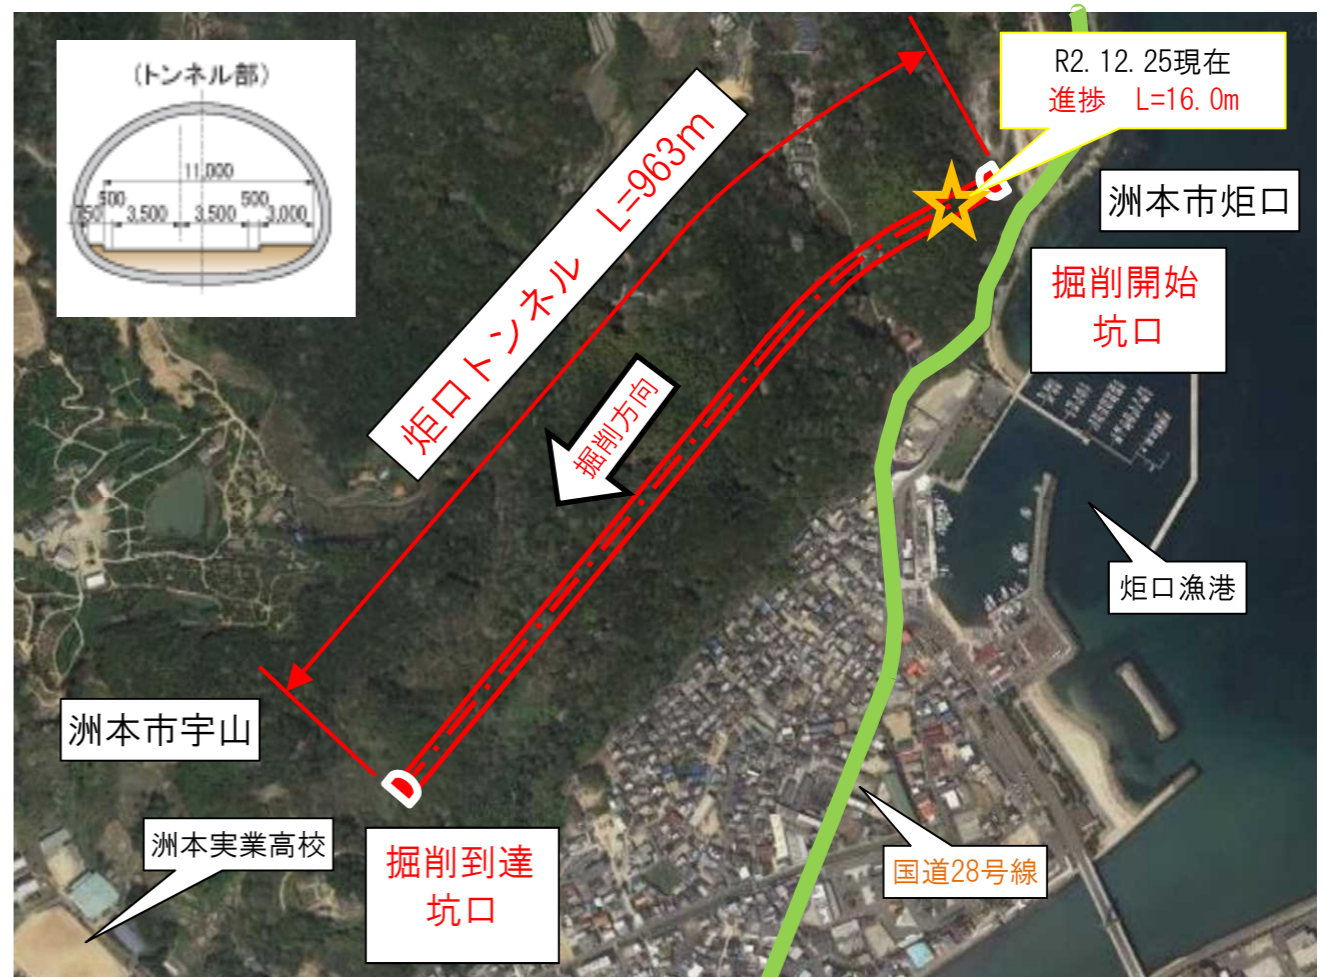 (トンネル部)
11,000
500
500
750
3,500
3,500
3,000
R2.12.25現在
進捗 L=16.0m
洲本市炬口
掘削開始
坑口
炬口トンネル L=963m
掘削方向
炬口漁港
洲本市宇山
洲本実業高校
掘削到達
坑口
国道28号線